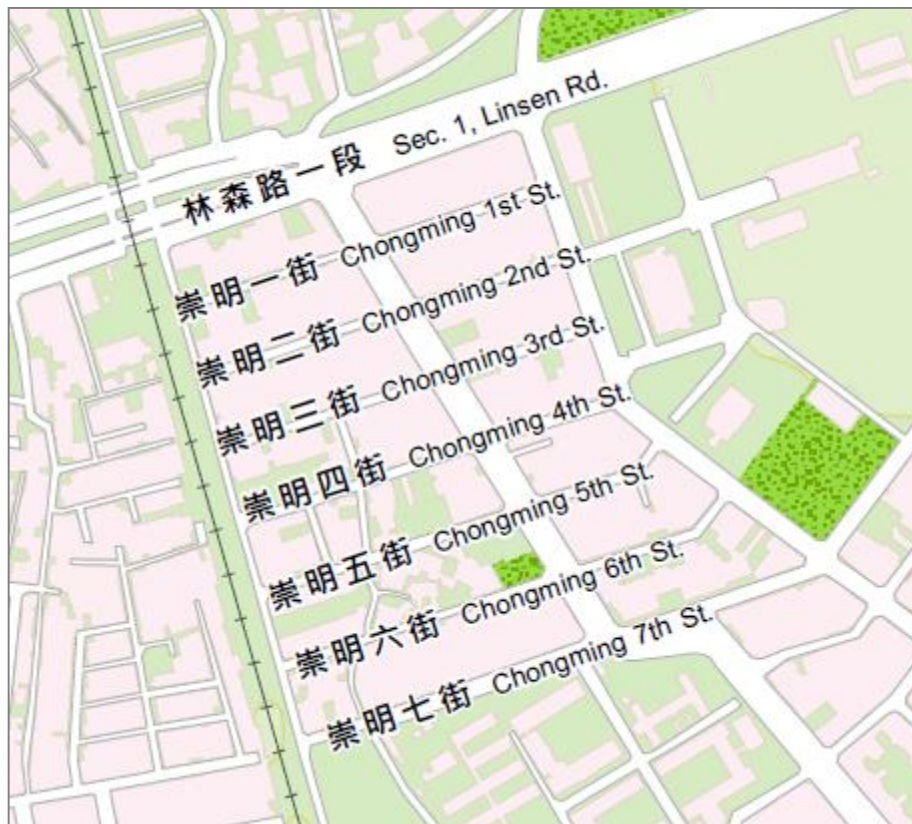 林森路一段 Sec. 1, Linsen Rd.
崇明一街 Chongming 1st St.
崇明二街 Chongming 2nd St.
崇明三街 Chongming 3rd St.
崇明四街 Chongming 4th St.
崇明五街 Chongming 5th St.
崇明六街 Chongming 6th St.
崇明七街 Chongming 7th St.